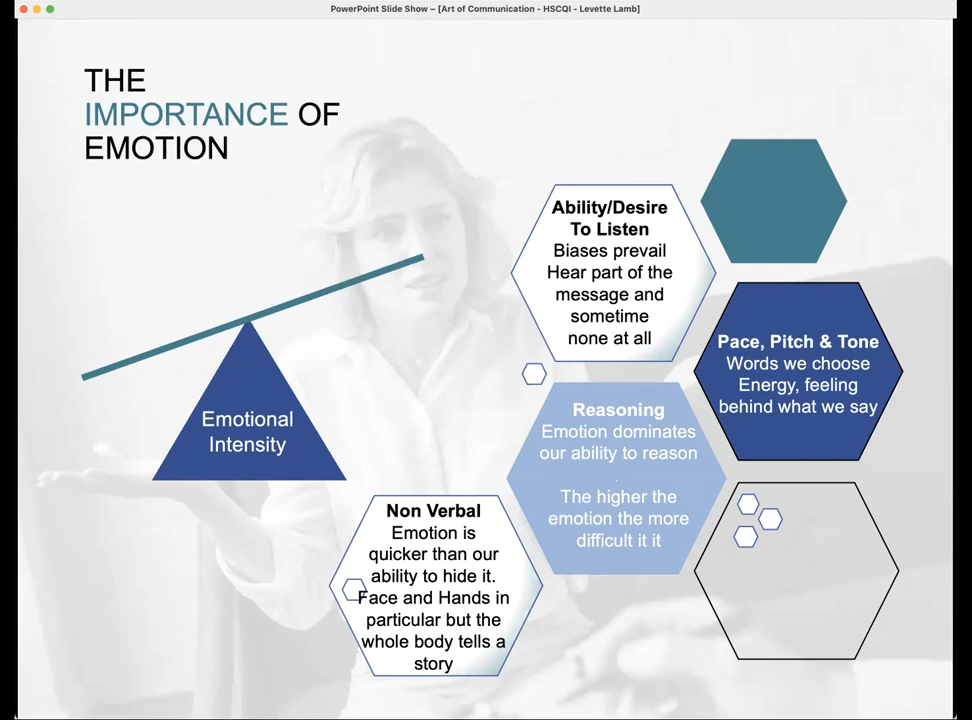 PowerPoint Slide Show – [Art of Communication - HSCQI - Levette Lamb]
THE
IMPORTANCE OF
EMOTION
Emotional
Intensity
Ability/Desire
To Listen
Biases prevail
Hear part of the
message and
sometime
none at all
Pace, Pitch & Tone
Words we choose
Energy, feeling
behind what we say
Reasoning
Emotion dominates
our ability to reason
.
The higher the
emotion the more
difficult it it
Non Verbal
Emotion is
quicker than our
ability to hide it.
Face and Hands in
particular but the
whole body tells a
story